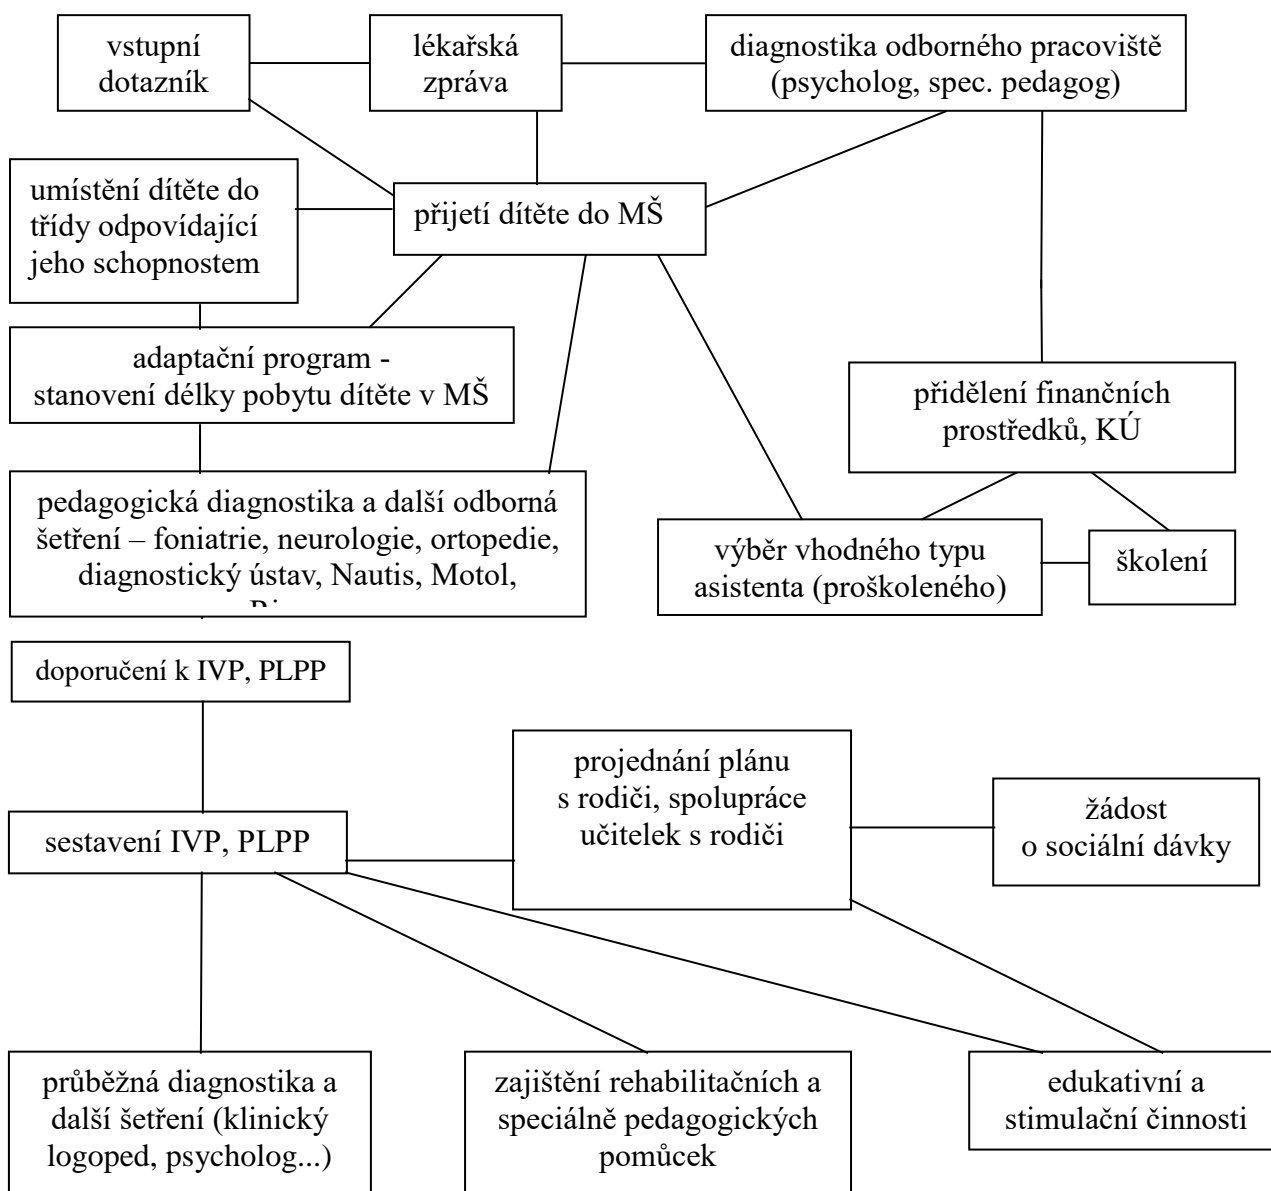 vstupní
dotazník
lékařská
zpráva
diagnostika odborného pracoviště
(psycholog, spec. pedagog)
umístění dítěte do
třídy odpovídající
jeho schopnostem
přijetí dítěte do MŠ
adaptační program -
stanovení délky pobytu dítěte v MŠ
přidělení finančních
prostředků, KÚ
pedagogická diagnostika a další odborná
šetření – foniatrie, neurologie, ortopedie,
diagnostický ústav, Nautis, Motol,
výběr vhodného typu
asistenta (proškoleného)
školení
doporučení k IVP, PLPP
projednání plánu
s rodiči, spolupráce
učitelek s rodiči
žádost
o sociální dávky
sestavení IVP, PLPP
průběžná diagnostika a
další šetření (klinický
logoped, psycholog...)
zajištění rehabilitačních a
speciálně pedagogických
pomůcek
edukativní a
stimulační činnosti